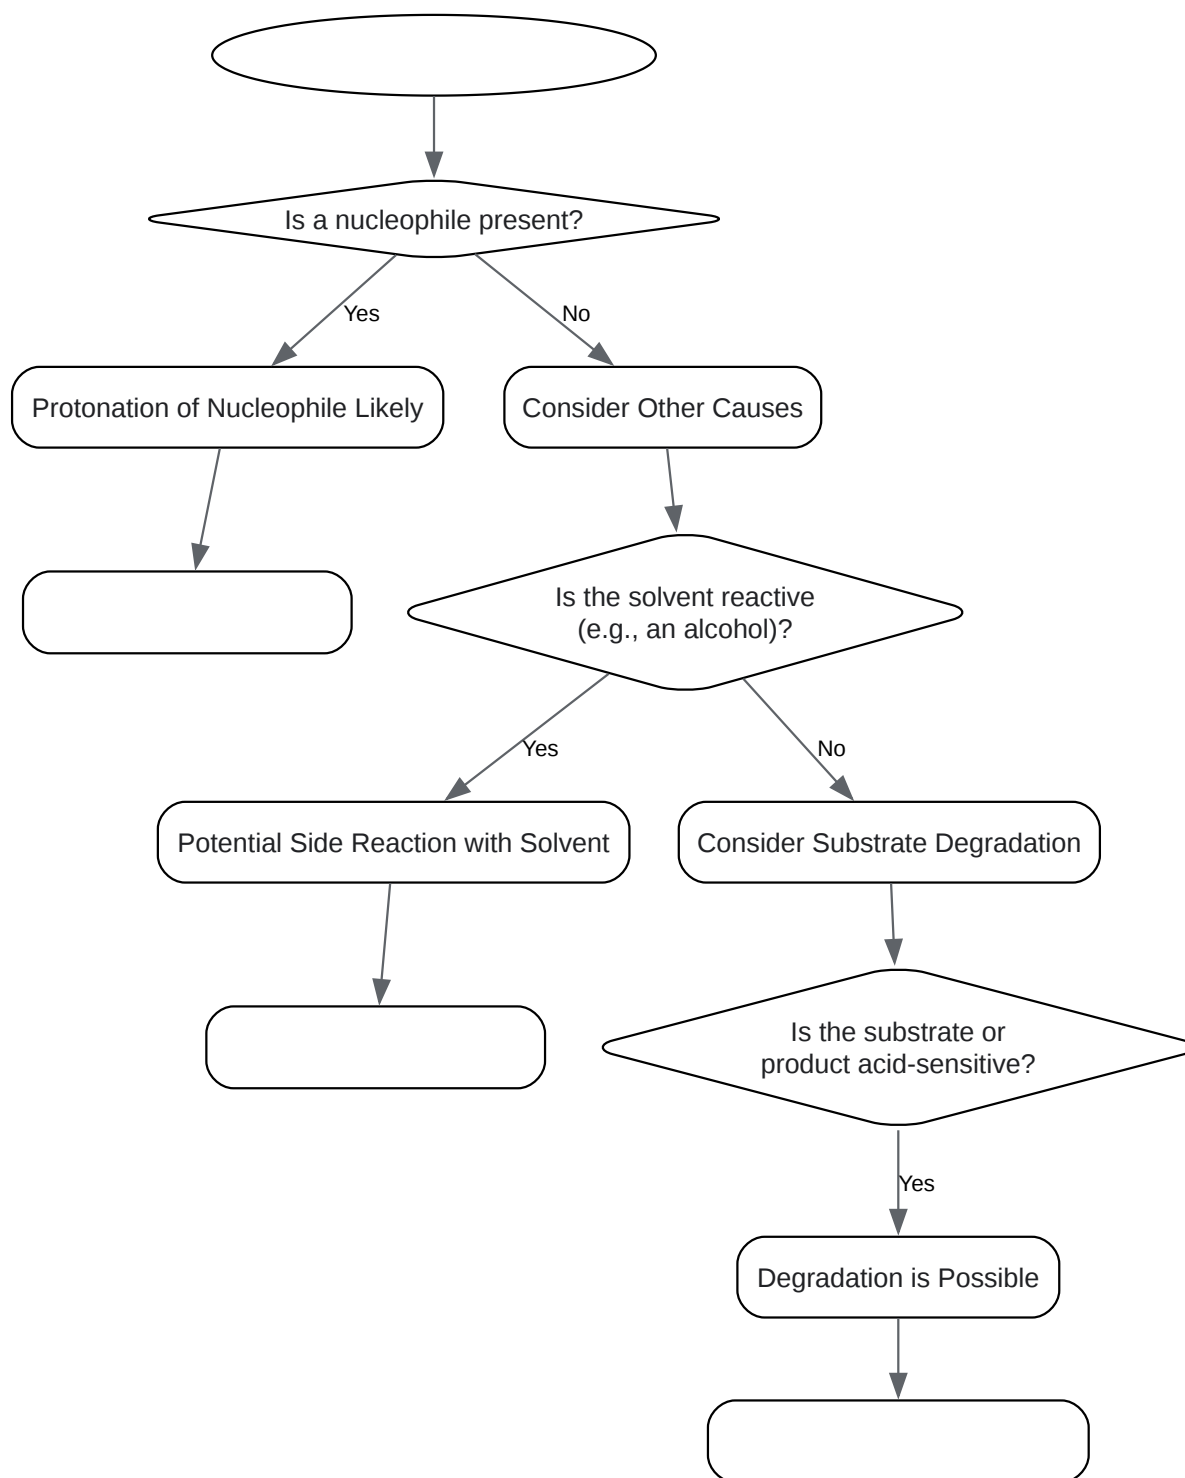 Is a nucleophile present?
Yes
No
Protonation of Nucleophile Likely
Consider Other Causes
Is the solvent reactive
(e.g., an alcohol)?
Yes
No
Potential Side Reaction with Solvent
Consider Substrate Degradation
Is the substrate or
product acid-sensitive?
Yes
Degradation is Possible